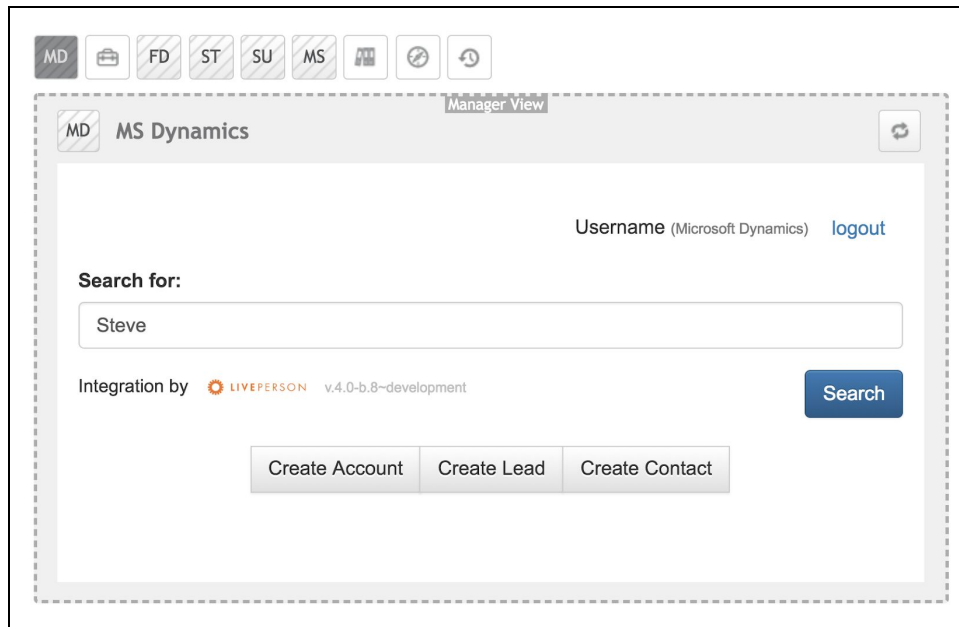 MD FD ST SU MS
Manager View
MD MS Dynamics
Username (Microsoft Dynamics) logout
Search for:
Steve
Integration by LIVEPERSON v.4.0-b.8~development
Search
Create Account Create Lead Create Contact